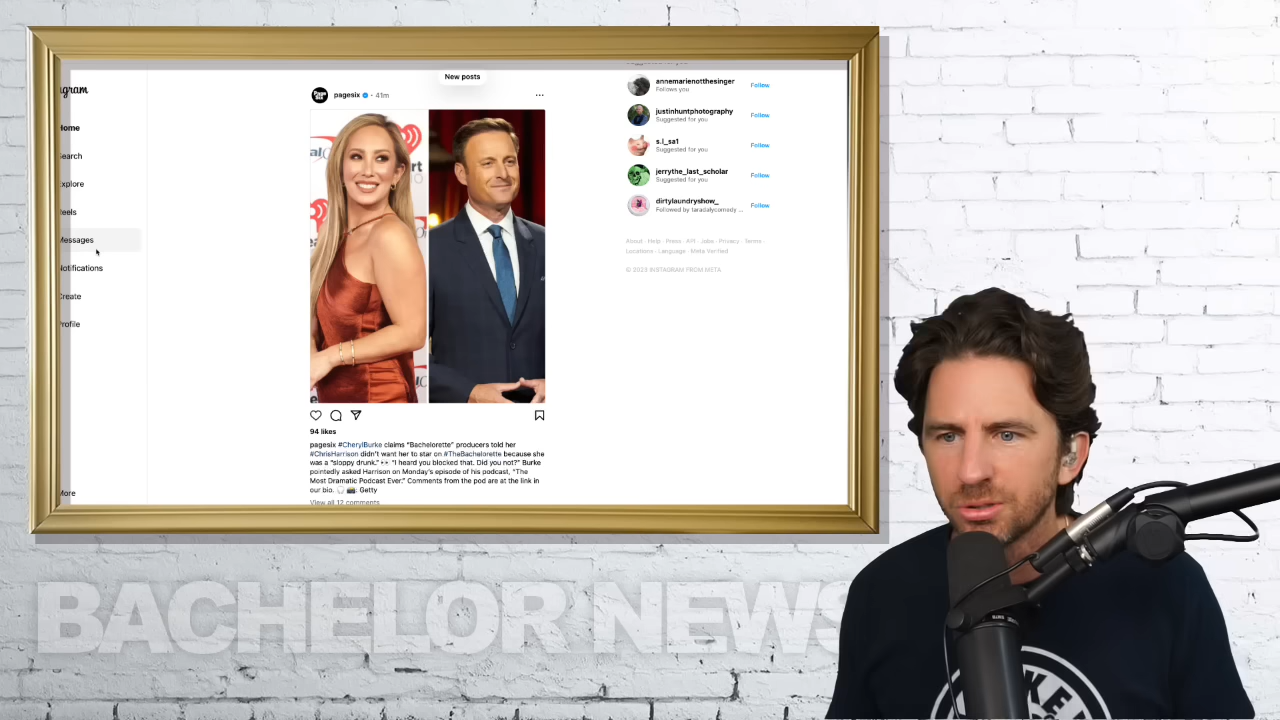 gram
Home
Search
Explore
Reels
Messages
Notifications
Create
Profile
More
New posts
pagesix • 41m
94 likes
pagesix #CherylBurke claims “Bachelorette” producers told her
#ChrisHarrison didn’t want her to star on #TheBachelorette because she
was a “sloppy drunk.” 👀 “I heard you blocked that. Did you not?” Burke
pointedly asked Harrison on Monday’s episode of his podcast, “The
Most Dramatic Podcast Ever.” Comments from the pod are at the link in
our bio. 🎧 📸: Getty
View all 12 comments
annemarienotthesinger
Follows you
Follow
justinhuntphotography
Suggested for you
Follow
s.l_sa1
Suggested for you
Follow
jerrythe_last_scholar
Suggested for you
Follow
dirtylaundryshow_
Followed by taradalycomedy ...
Follow
About · Help · Press · API · Jobs · Privacy · Terms ·
Locations · Language · Meta Verified
© 2023 INSTAGRAM FROM META
BACHELOR NEWS